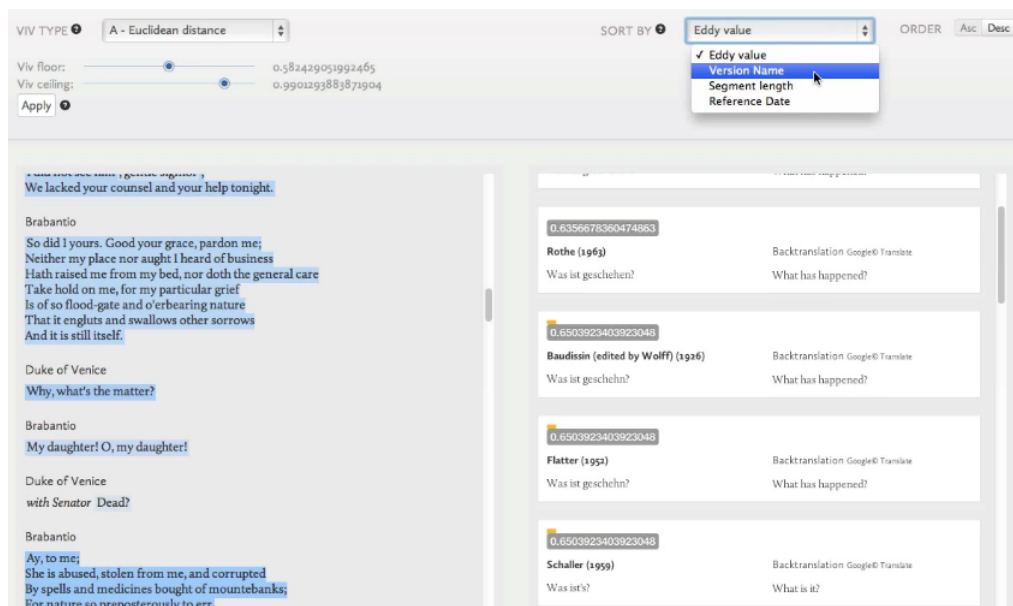 VIV TYPE ?
A - Euclidean distance
SORT BY ?
Eddy value
ORDER
Asc Desc
✓ Eddy value
Version Name
Segment length
Reference Date
Viv floor: 0.582429051992465
Viv ceiling: 0.9901293883871904
Apply ?
We lacked your counsel and your help tonight.
Brabantio
So did I yours. Good your grace, pardon me;
Neither my place nor aught I heard of business
Hath raised me from my bed, nor doth the general care
Take hold on me, for my particular grief
Is of so flood-gate and o'erbearing nature
That it engluts and swallows other sorrows
And it is still itself.
Duke of Venice
Why, what's the matter?
Brabantio
My daughter! O, my daughter!
Duke of Venice
with Senator Dead?
Brabantio
Ay, to me;
She is abused, stolen from me, and corrupted
By spells and medicines bought of mountebanks;
For nature so preposterously to err
0.6356678360474863
Rothe (1963)
Backtranslation Google© Translate
Was ist geschehen?
What has happened?
0.6503923403923048
Baudissin (edited by Wolff) (1926)
Backtranslation Google© Translate
Was ist geschehn?
What has happened?
0.6503923403923048
Flatter (1952)
Backtranslation Google© Translate
Was ist geschehn?
What has happened?
0.6503923403923048
Schaller (1959)
Backtranslation Google© Translate
Was ist's?
What is it?